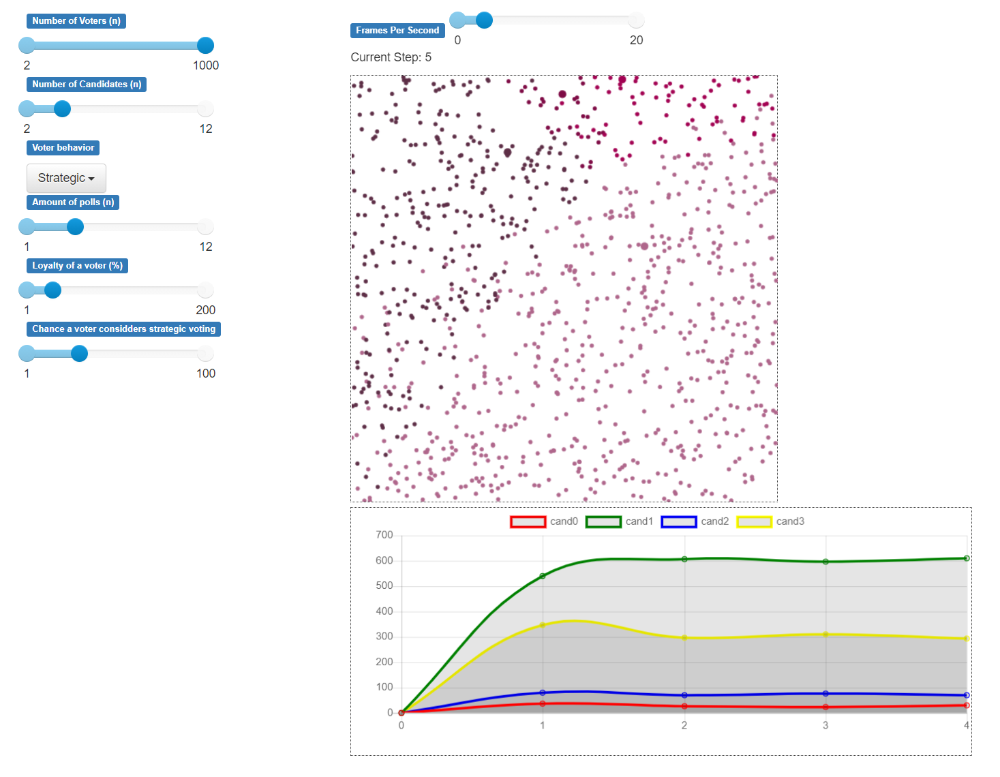 Number of Voters (n)
2 1000
Number of Candidates (n)
2 12
Voter behavior
Strategic
Amount of polls (n)
1 12
Loyalty of a voter (%)
1 200
Chance a voter considders strategic voting
1 100
Frames Per Second
0 20
Current Step: 5
cand0 cand1 cand2 cand3
700
600
500
400
300
200
100
0
0 1 2 3 4